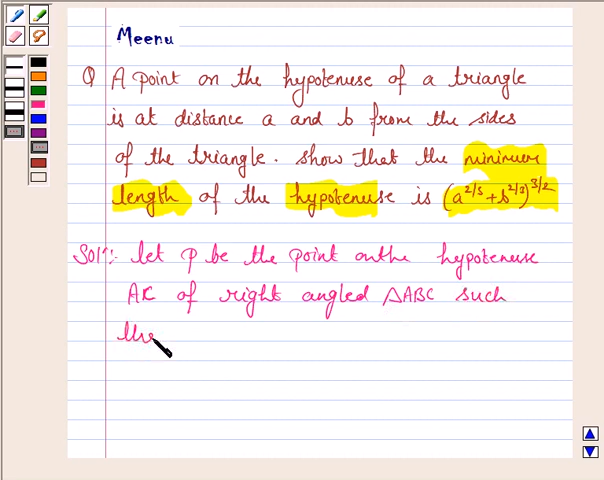 Meenu
Q A point on the hypotenuse of a triangle
is at distance a and b from the sides
of the triangle. Show that the minimum
length of the hypotenuse is (a^2/3 + b^2/3)^3/2
Sol^n:- let P be the point on the hypotenuse
AC of right angled △ABC such
the